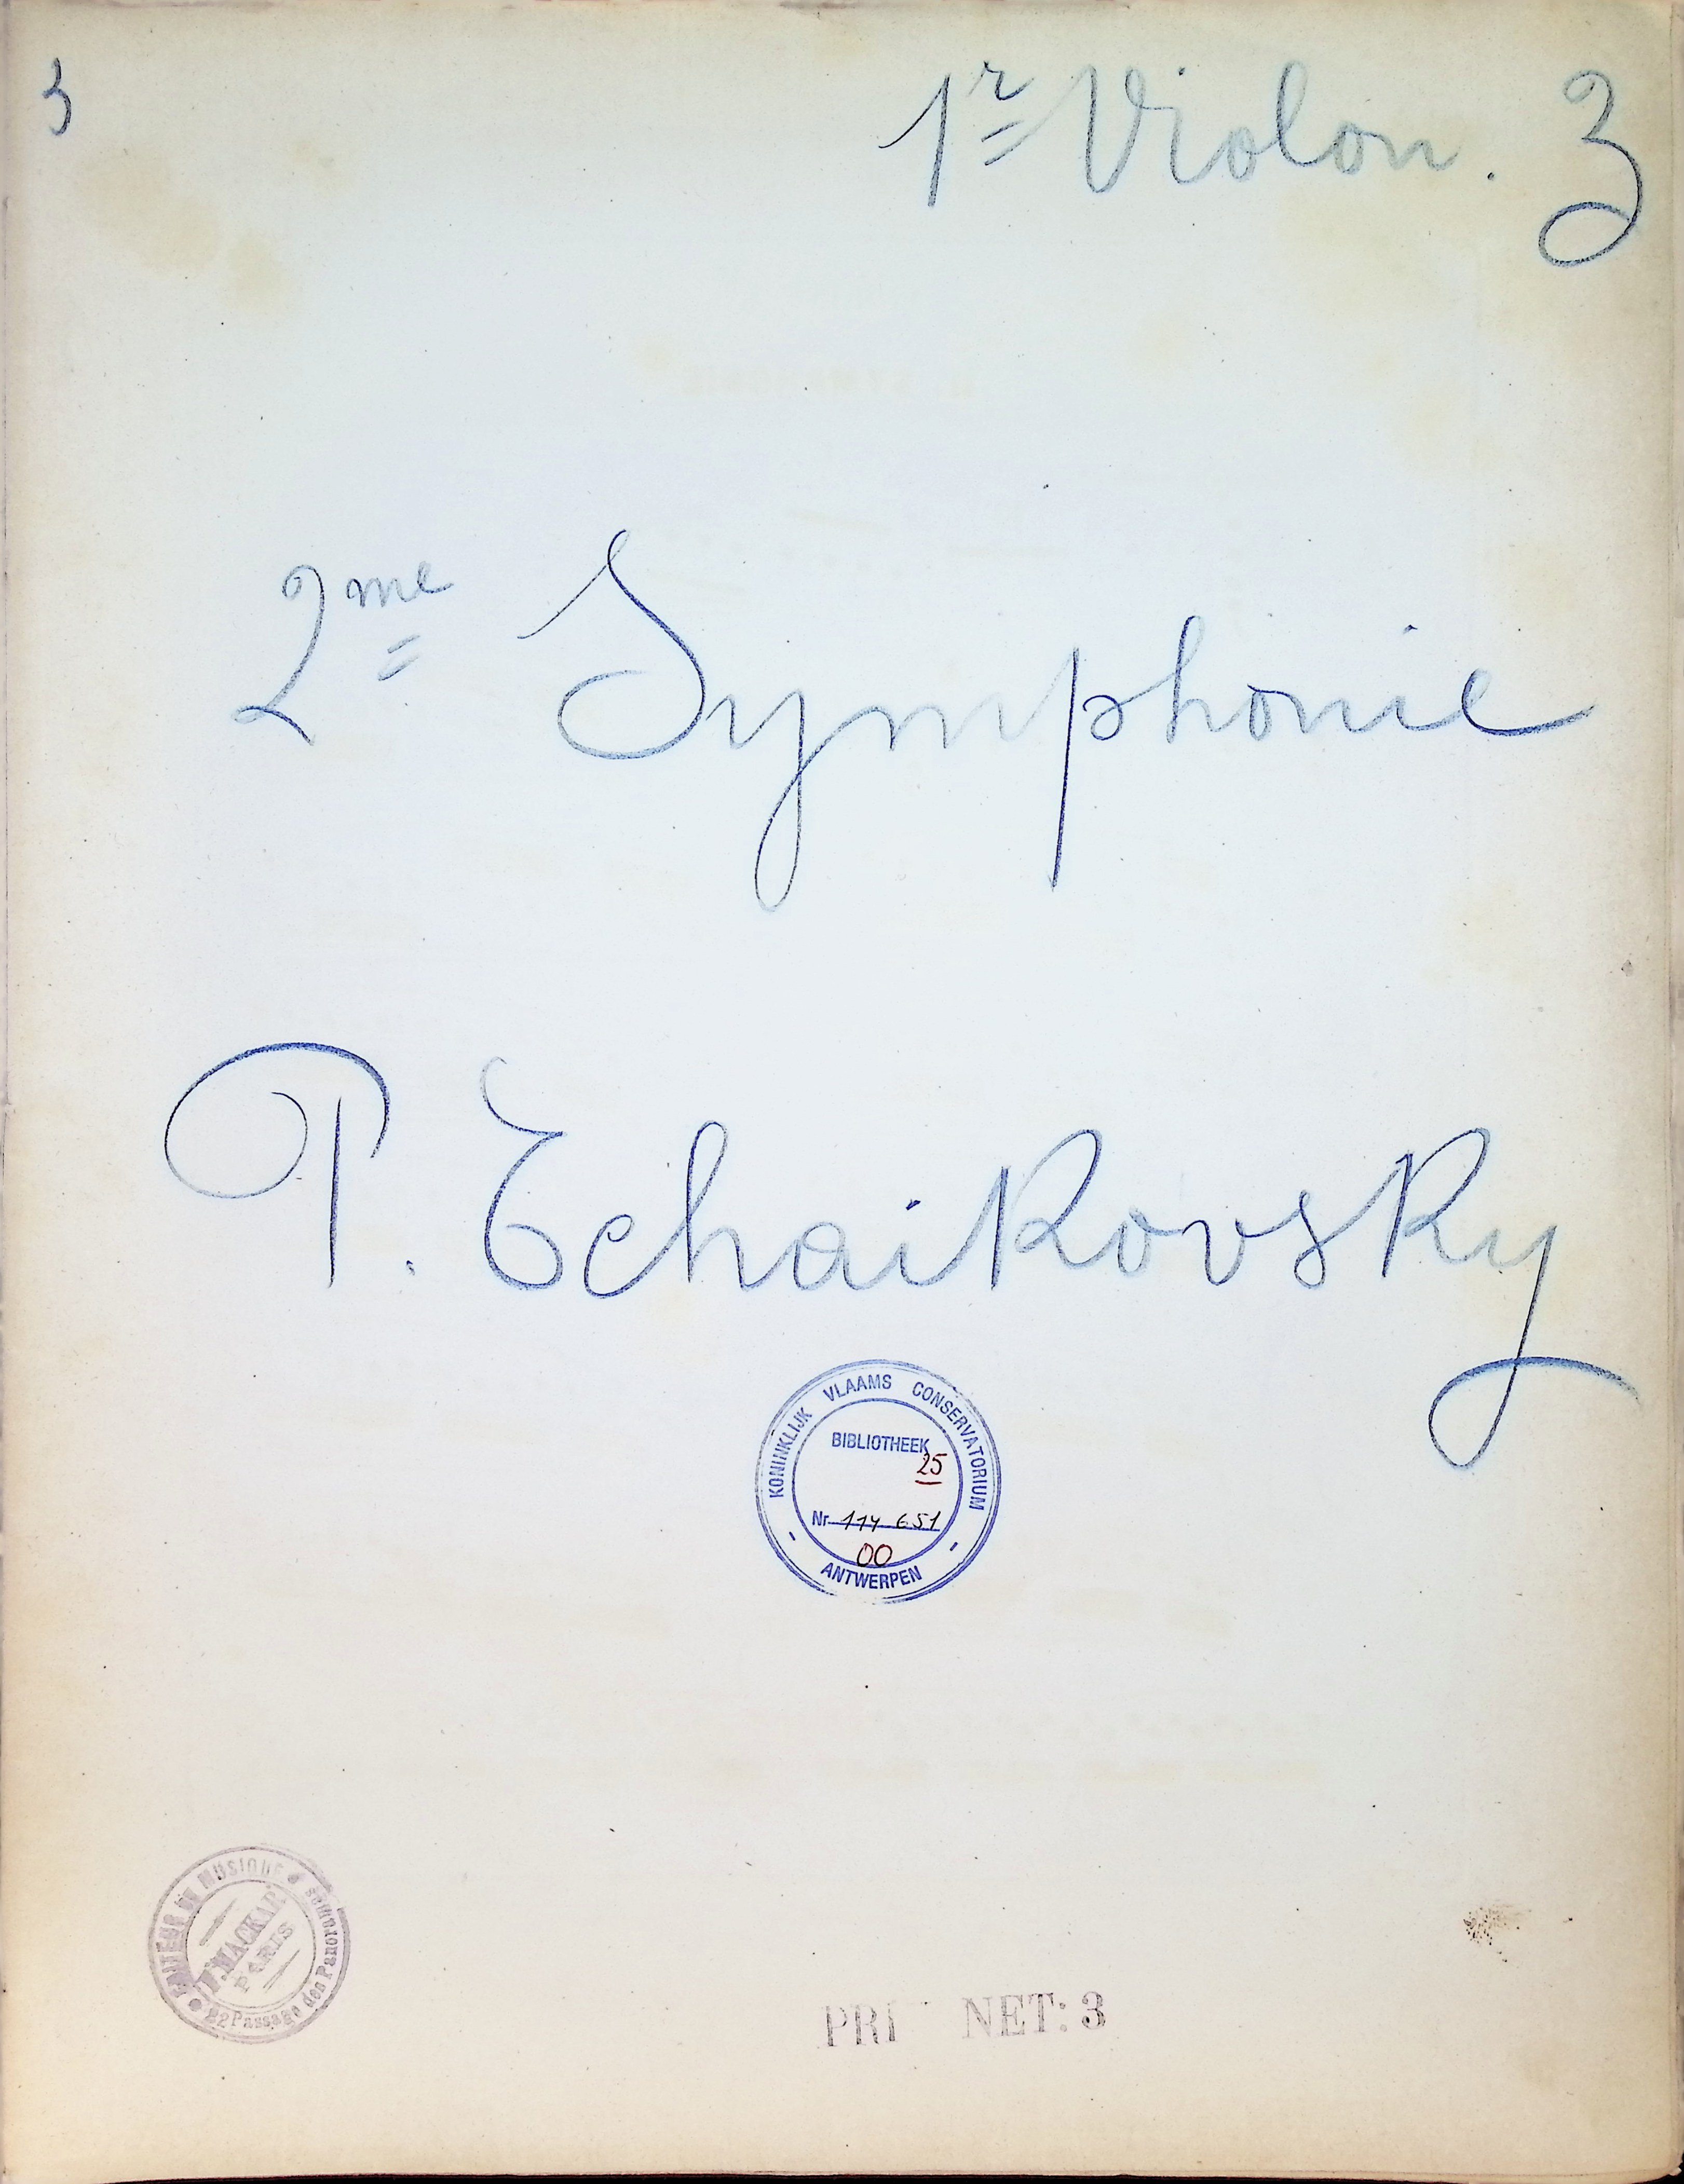 3
1r Violon. 3
2me Symphonie
P. Tchaikovsky
KONINKLIJK VLAAMS CONSERVATORIUM
BIBLIOTHEEK
25
Nr 114 651
00
- ANTWERPEN -
EDITEUR DE MUSIQUE
F. MACKAR
PARIS
22 Passage des Panoramas
PRI NET: 3